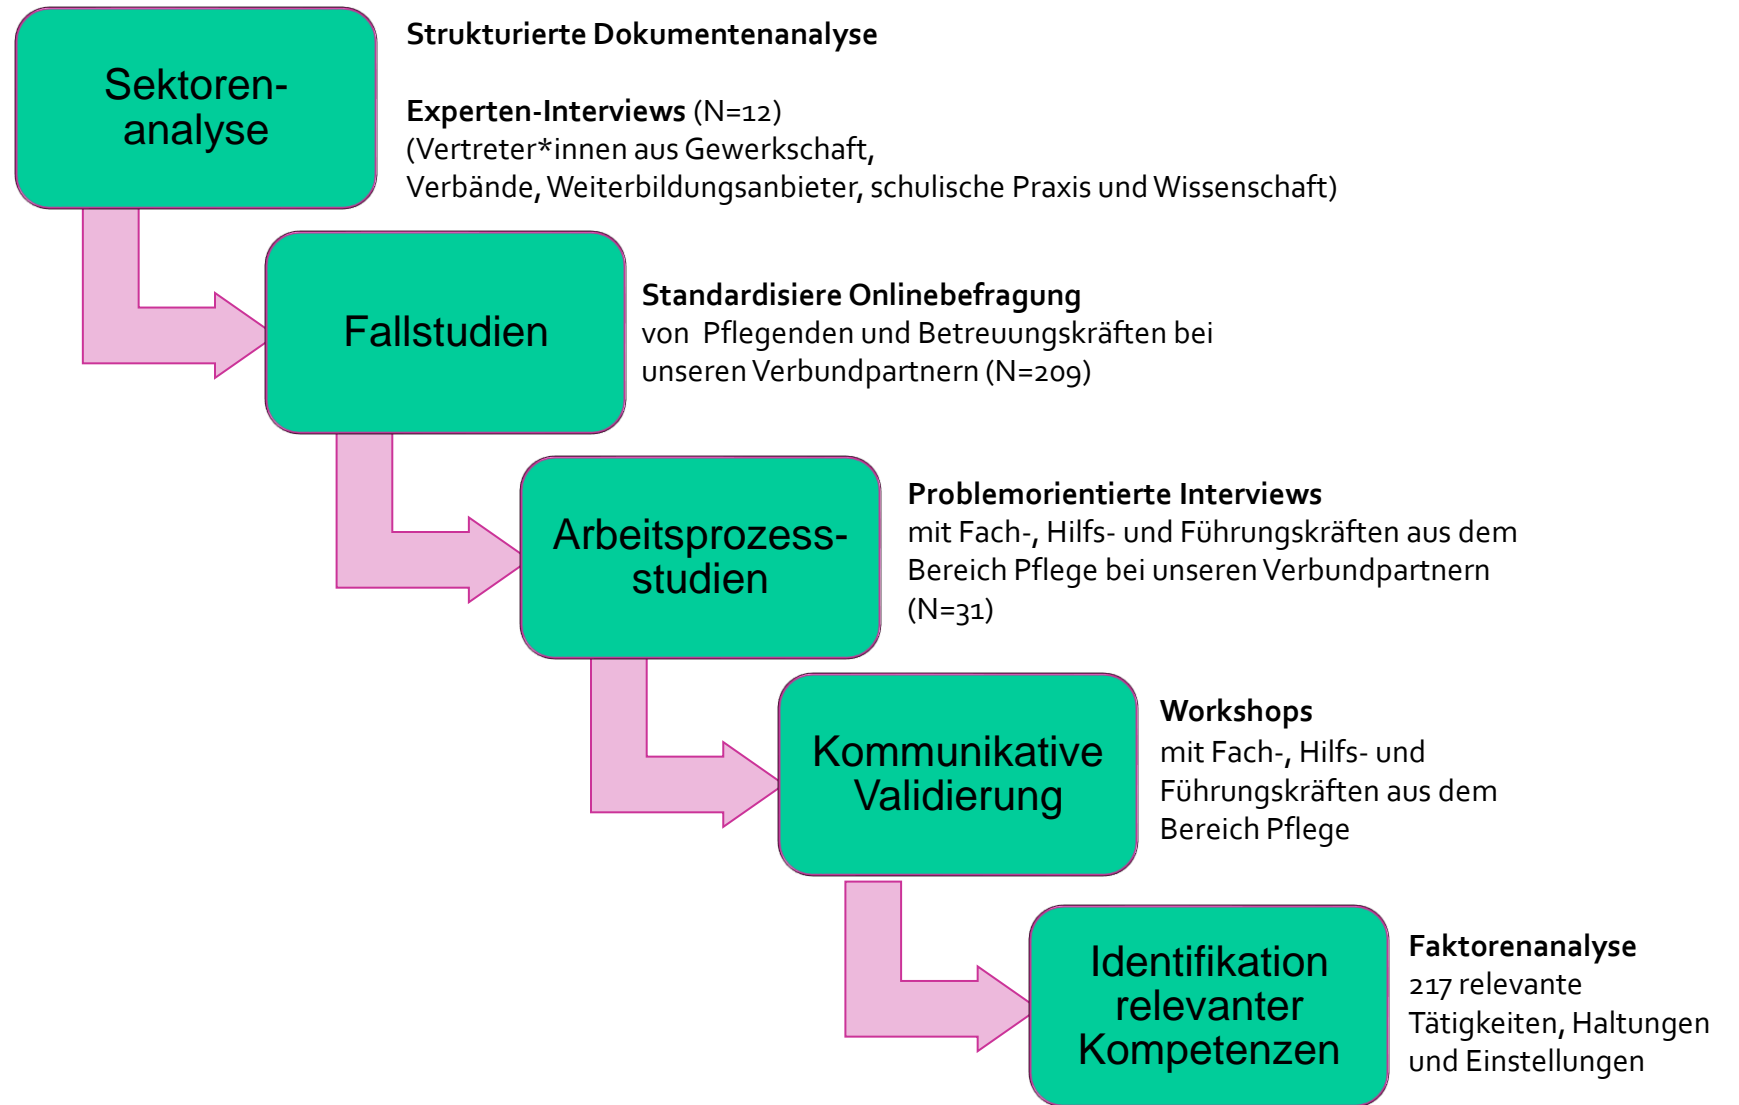 Sektoren-
analyse
Strukturierte Dokumentenanalyse
Experten-Interviews (N=12)
(Vertreter*innen aus Gewerkschaft,
Verbände, Weiterbildungsanbieter, schulische Praxis und Wissenschaft)
Fallstudien
Standardisiere Onlinebefragung
von Pflegenden und Betreuungskräften bei
unseren Verbundpartnern (N=209)
Arbeitsprozess-
studien
Problemorientierte Interviews
mit Fach-, Hilfs- und Führungskräften aus dem
Bereich Pflege bei unseren Verbundpartnern
(N=31)
Kommunikative
Validierung
Workshops
mit Fach-, Hilfs- und
Führungskräften aus dem
Bereich Pflege
Identifikation
relevanter
Kompetenzen
Faktorenanalyse
217 relevante
Tätigkeiten, Haltungen
und Einstellungen